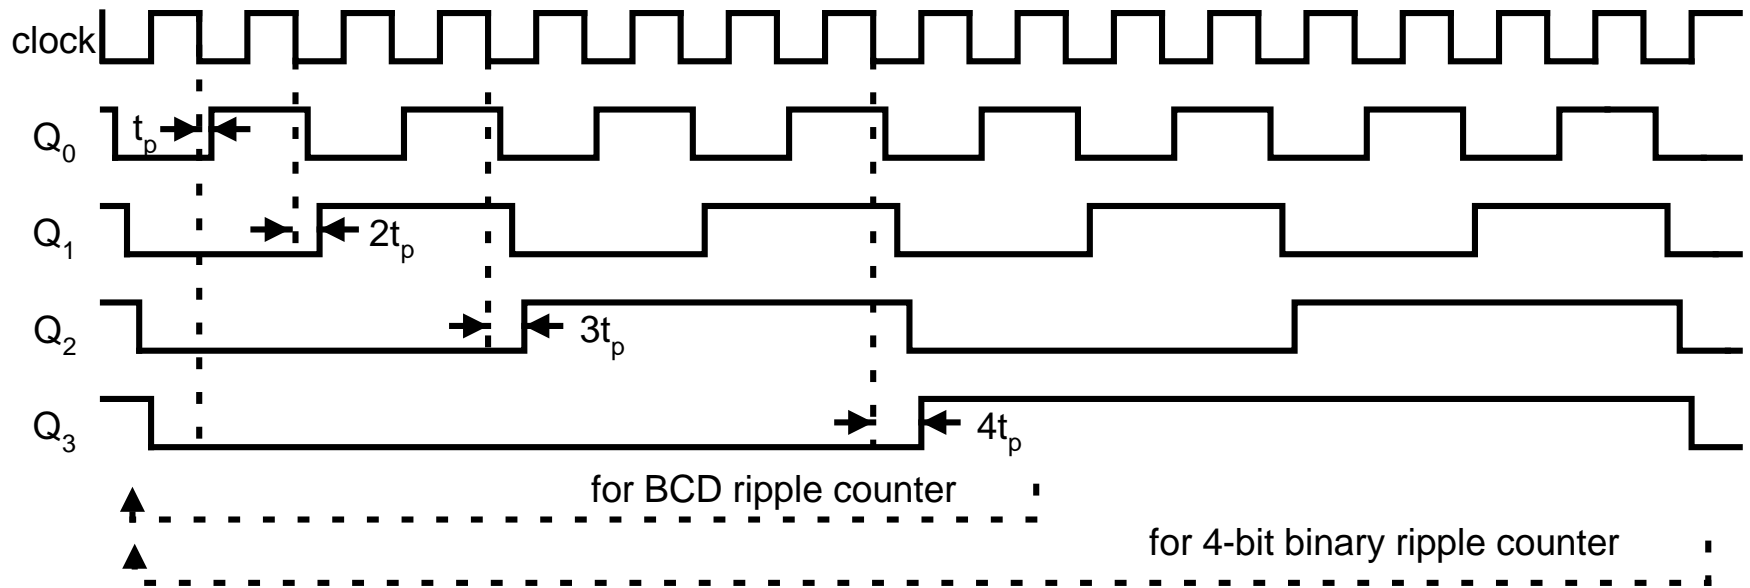 clock
Q0
tp
Q1
2tp
Q2
3tp
Q3
4tp
for BCD ripple counter
for 4-bit binary ripple counter